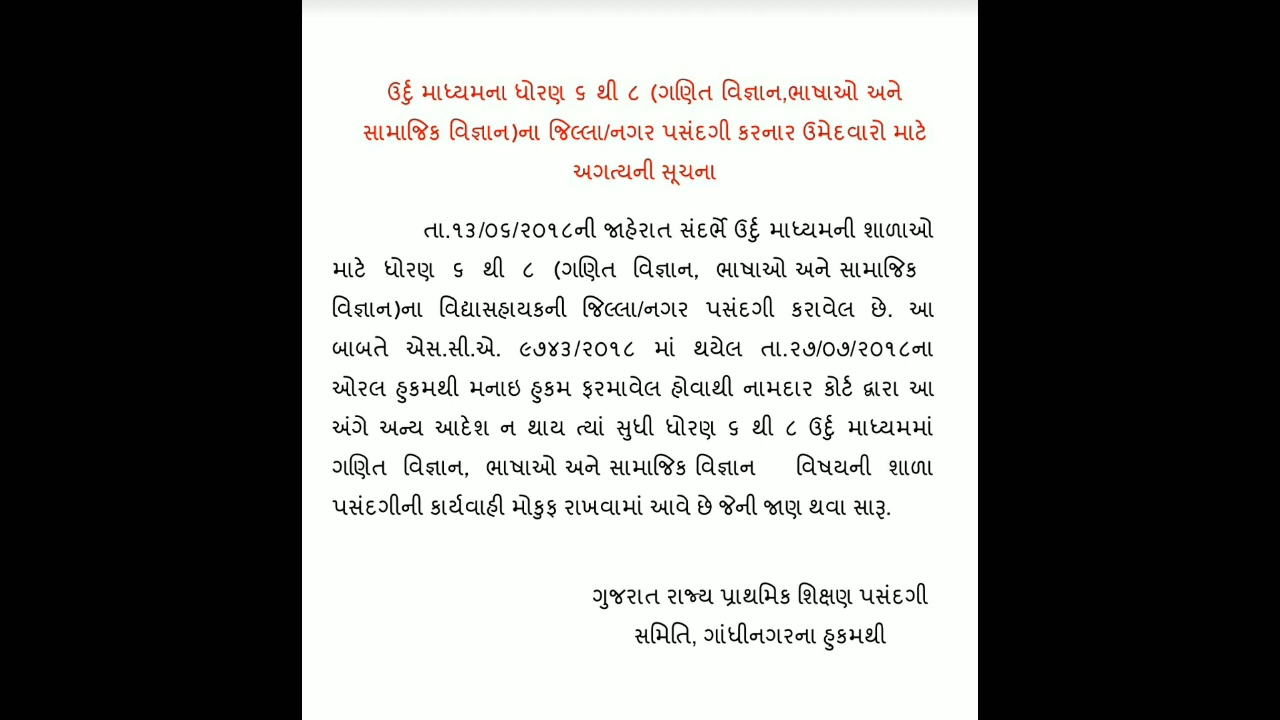 ઉર્દુ માધ્યમના ધોરણ ૬ થી ૮ (ગણિત વિજ્ઞાન,ભાષાઓ અને
સામાજિક વિજ્ઞાન)ના જિલ્લા/નગર પસંદગી કરનાર ઉમેદવારો માટે
અગત્યની સૂચના
તા.૧૩/૦૬/૨૦૧૮ની જાહેરાત સંદર્ભે ઉર્દુ માધ્યમની શાળાઓ
માટે ધોરણ ૬ થી ૮ (ગણિત વિજ્ઞાન, ભાષાઓ અને સામાજિક
વિજ્ઞાન)ના વિદ્યાસહાયકની જિલ્લા/નગર પસંદગી કરાવેલ છે. આ
બાબતે એસ.સી.એ. ૯૭૪૩/૨૦૧૮ માં થયેલ તા.૨૭/૦૭/૨૦૧૮ના
ઓરલ હુકમથી મનાઇ હુકમ ફરમાવેલ હોવાથી નામદાર કોર્ટ દ્વારા આ
અંગે અન્ય આદેશ ન થાય ત્યાં સુધી ધોરણ ૬ થી ૮ ઉર્દુ માધ્યમમાં
ગણિત વિજ્ઞાન, ભાષાઓ અને સામાજિક વિજ્ઞાન વિષયની શાળા
પસંદગીની કાર્યવાહી મોકુફ રાખવામાં આવે છે જેની જાણ થવા સારૂ.
ગુજરાત રાજ્ય પ્રાથમિક શિક્ષણ પસંદગી
સમિતિ, ગાંધીનગરના હુકમથી